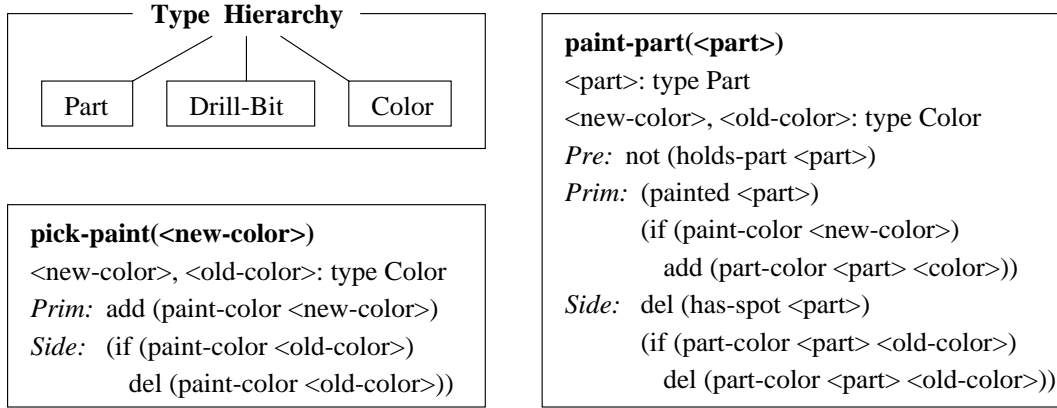 Type Hierarchy
Part Drill-Bit Color
pick-paint(<new-color>)
<new-color>, <old-color>: type Color
Prim: add (paint-color <new-color>)
Side: (if (paint-color <old-color>)
del (paint-color <old-color>))
paint-part(<part>)
<part>: type Part
<new-color>, <old-color>: type Color
Pre: not (holds-part <part>)
Prim: (painted <part>)
(if (paint-color <new-color>)
add (part-color <part> <color>))
Side: del (has-spot <part>)
(if (part-color <part> <old-color>)
del (part-color <part> <old-color>))